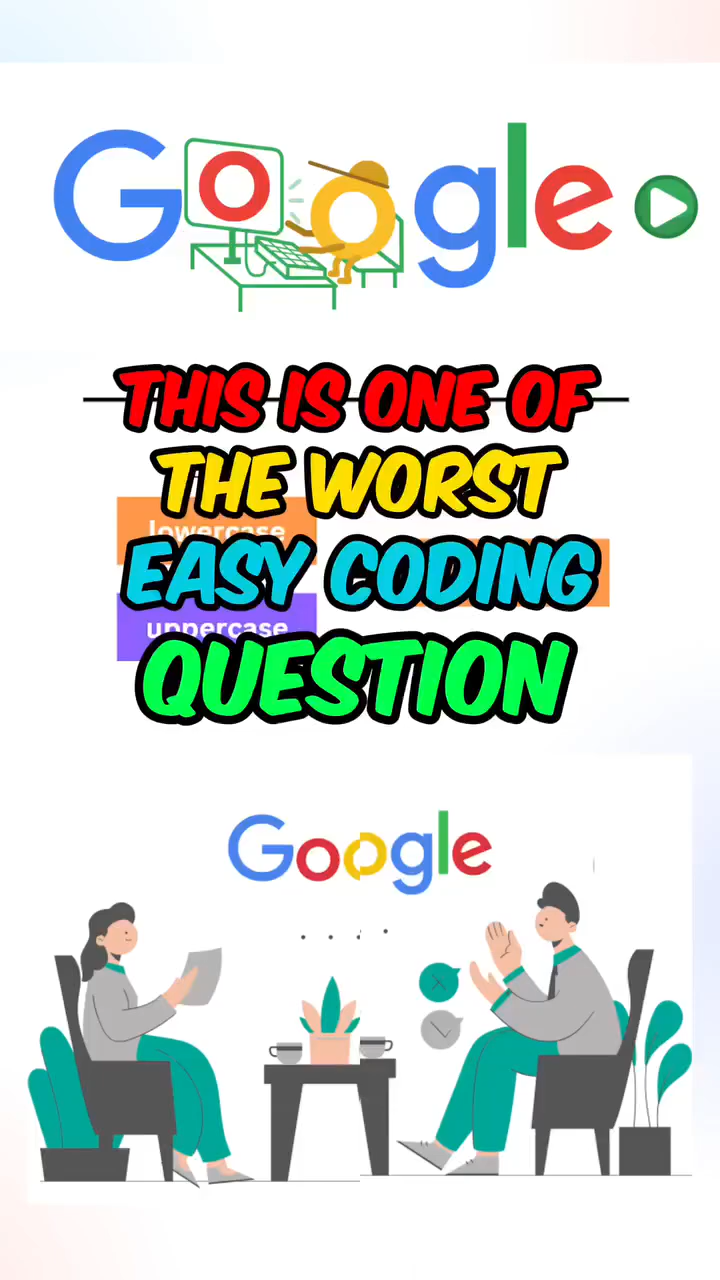 Google
THIS IS ONE OF
THE WORST
lowercase
EASY CODING
uppercase
QUESTION
Google